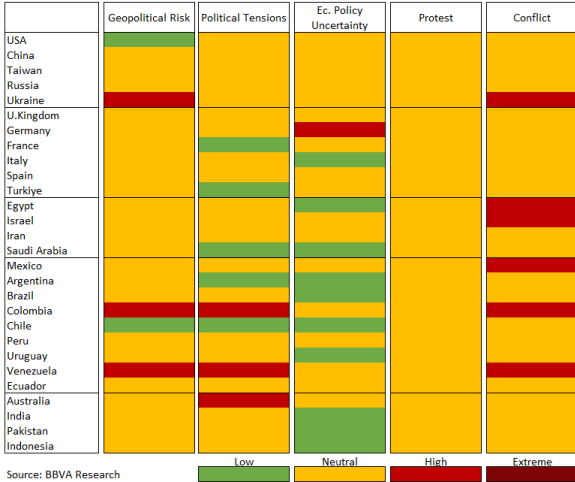 Geopolitical Risk Political Tensions Ec. Policy Uncertainty Protest Conflict
USA
China
Taiwan
Russia
Ukraine
U.Kingdom
Germany
France
Italy
Spain
Turkiye
Egypt
Israel
Iran
Saudi Arabia
Mexico
Argentina
Brazil
Colombia
Chile
Peru
Uruguay
Venezuela
Ecuador
Australia
India
Pakistan
Indonesia
Low Neutral High Extreme
Source: BBVA Research